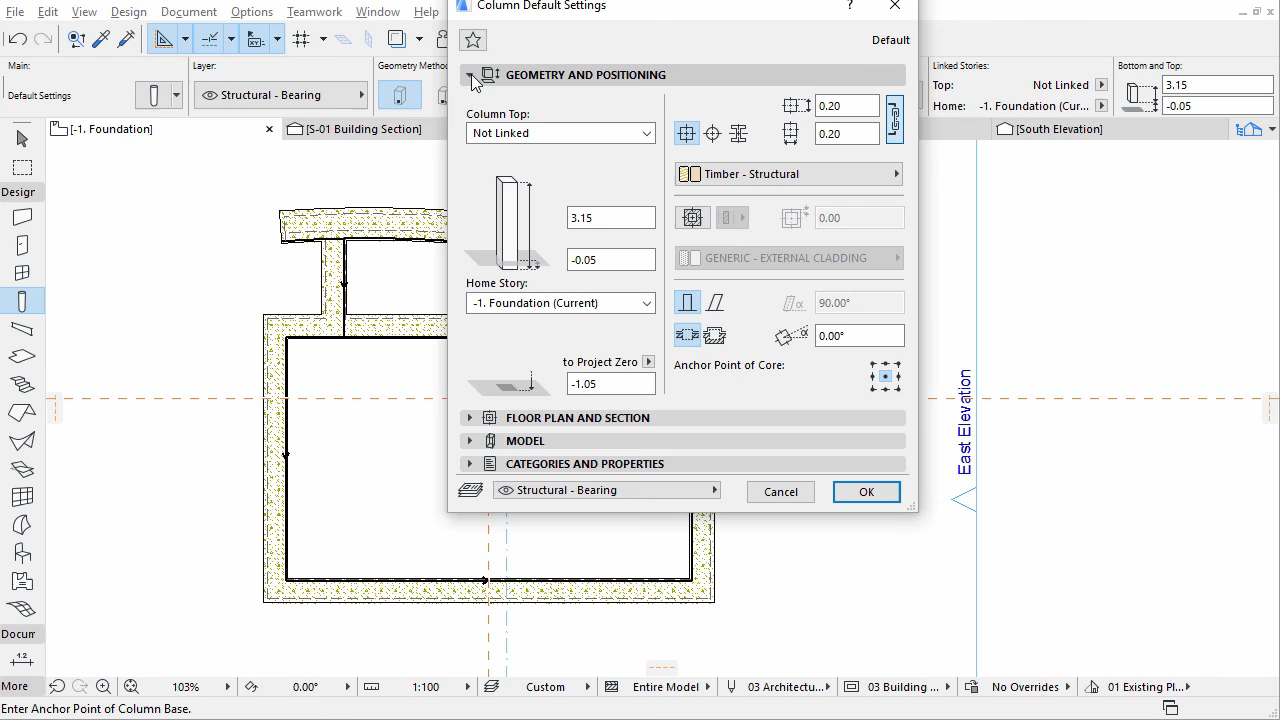 File Edit View Design Document Options Teamwork Window Help
Column Default Settings
?
Default
Main:
Layer:
Geometry Metho
Linked Stories:
Bottom and Top:
Default Settings
Structural - Bearing
Top: Not Linked
3.15
Home: -1. Foundation (Cur...
-0.05
[-1. Foundation]
[S-01 Building Section]
[South Elevation]
GEOMETRY AND POSITIONING
Column Top:
Not Linked
0.20
0.20
Timber - Structural
3.15
0.00
-0.05
GENERIC - EXTERNAL CLADDING
Home Story:
-1. Foundation (Current)
90.00°
0.00°
to Project Zero
Anchor Point of Core:
-1.05
FLOOR PLAN AND SECTION
MODEL
CATEGORIES AND PROPERTIES
Structural - Bearing
Cancel
OK
Design
Docum
1.2
More
East Elevation
103%
0.00°
1:100
Custom
Entire Model
03 Architectu...
03 Building ...
No Overrides
01 Existing Pl...
Enter Anchor Point of Column Base.